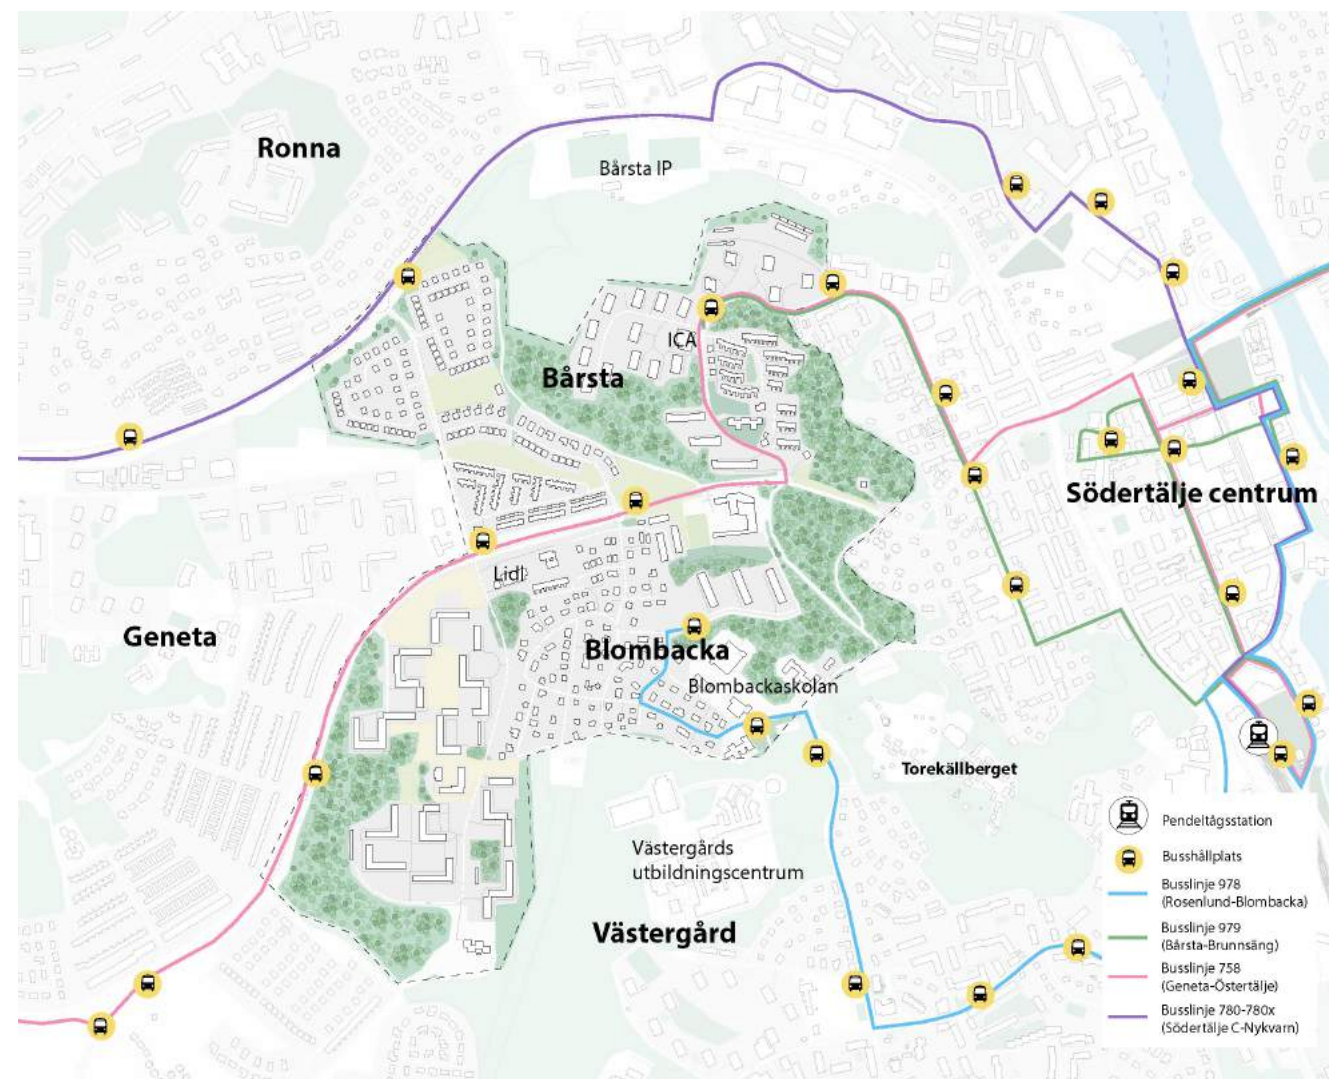 Ronna
Bårsta IP
ICA
Bårsta
Södertälje centrum
Lidl
Geneta
Blombacka
Blombackaskolan
Torekällberget
Västergårds
utbildningscentrum
Västergård
Pendeltågsstation
Busshållplats
Busslinje 978
(Rosenlund-Blombacka)
Busslinje 979
(Bårsta-Brunnsäng)
Busslinje 758
(Geneta-Östertälje)
Busslinje 780-780x
(Södertälje C-Nykvarn)